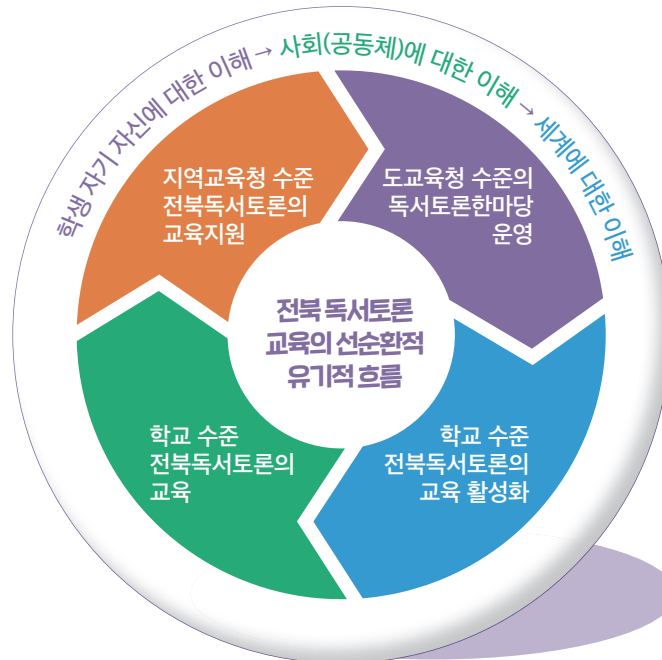 학생 자기 자신에 대한 이해 → 사회(공동체)에 대한 이해 → 세계에 대한 이해
지역교육청 수준
전북독서토론의
교육지원
도교육청 수준의
독서토론한마당
운영
전북 독서토론
교육의 선순환적
유기적 흐름
학교 수준
전북독서토론의
교육
학교 수준
전북독서토론의
교육 활성화